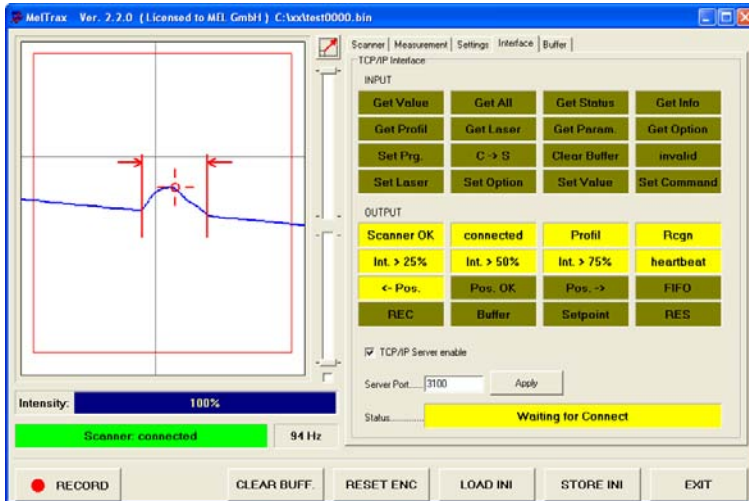 MelTrax Ver. 2.2.0 ( Licensed to MEL GmbH ) C:\xx\test0000.bin
Scanner Measurement Settings Interface Buffer
TCP/IP Interface
INPUT
Get Value Get All Get Status Get Info
Get Profil Get Laser Get Param. Get Option
Set Prg. C -> S Clear Buffer invalid
Set Laser Set Option Set Value Set Command
OUTPUT
Scanner OK connected Profil Rcgn
Int. > 25% Int. > 50% Int. > 75% heartbeat
<- Pos. Pos. OK Pos. -> FIFO
REC Buffer Setpoint RES
TCP/IP Server enable
Server Port..... 3100 Apply
Status............. Waiting for Connect
Intensity: 100%
Scanner: connected 94 Hz
RECORD CLEAR BUFF. RESET ENC LOAD INI STORE INI EXIT